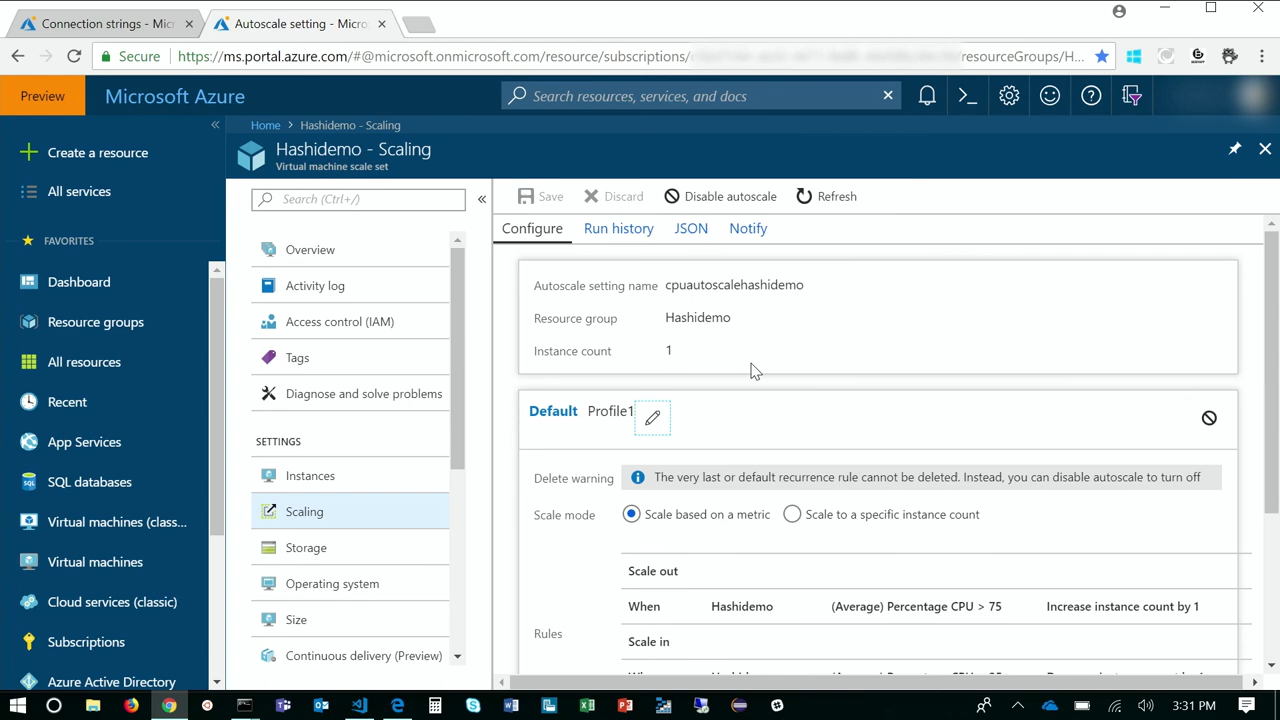 Connection strings - Mic
Autoscale setting - Micro
Secure https://ms.portal.azure.com/#@microsoft.onmicrosoft.com/resource/subscriptions/ resourceGroups/H...
Preview Microsoft Azure
Search resources, services, and docs
Create a resource
All services
FAVORITES
Dashboard
Resource groups
All resources
Recent
App Services
SQL databases
Virtual machines (class...
Virtual machines
Cloud services (classic)
Subscriptions
Azure Active Directory
Home > Hashidemo - Scaling
Hashidemo - Scaling
Virtual machine scale set
Search (Ctrl+/)
Overview
Activity log
Access control (IAM)
Tags
Diagnose and solve problems
SETTINGS
Instances
Scaling
Storage
Operating system
Size
Continuous delivery (Preview)
Save Discard Disable autoscale Refresh
Configure Run history JSON Notify
Autoscale setting name cpuautoscalehashidemo
Resource group Hashidemo
Instance count 1
Default Profile1
Delete warning The very last or default recurrence rule cannot be deleted. Instead, you can disable autoscale to turn off
Scale mode Scale based on a metric Scale to a specific instance count
Scale out
When Hashidemo (Average) Percentage CPU > 75 Increase instance count by 1
Rules
Scale in
3:31 PM